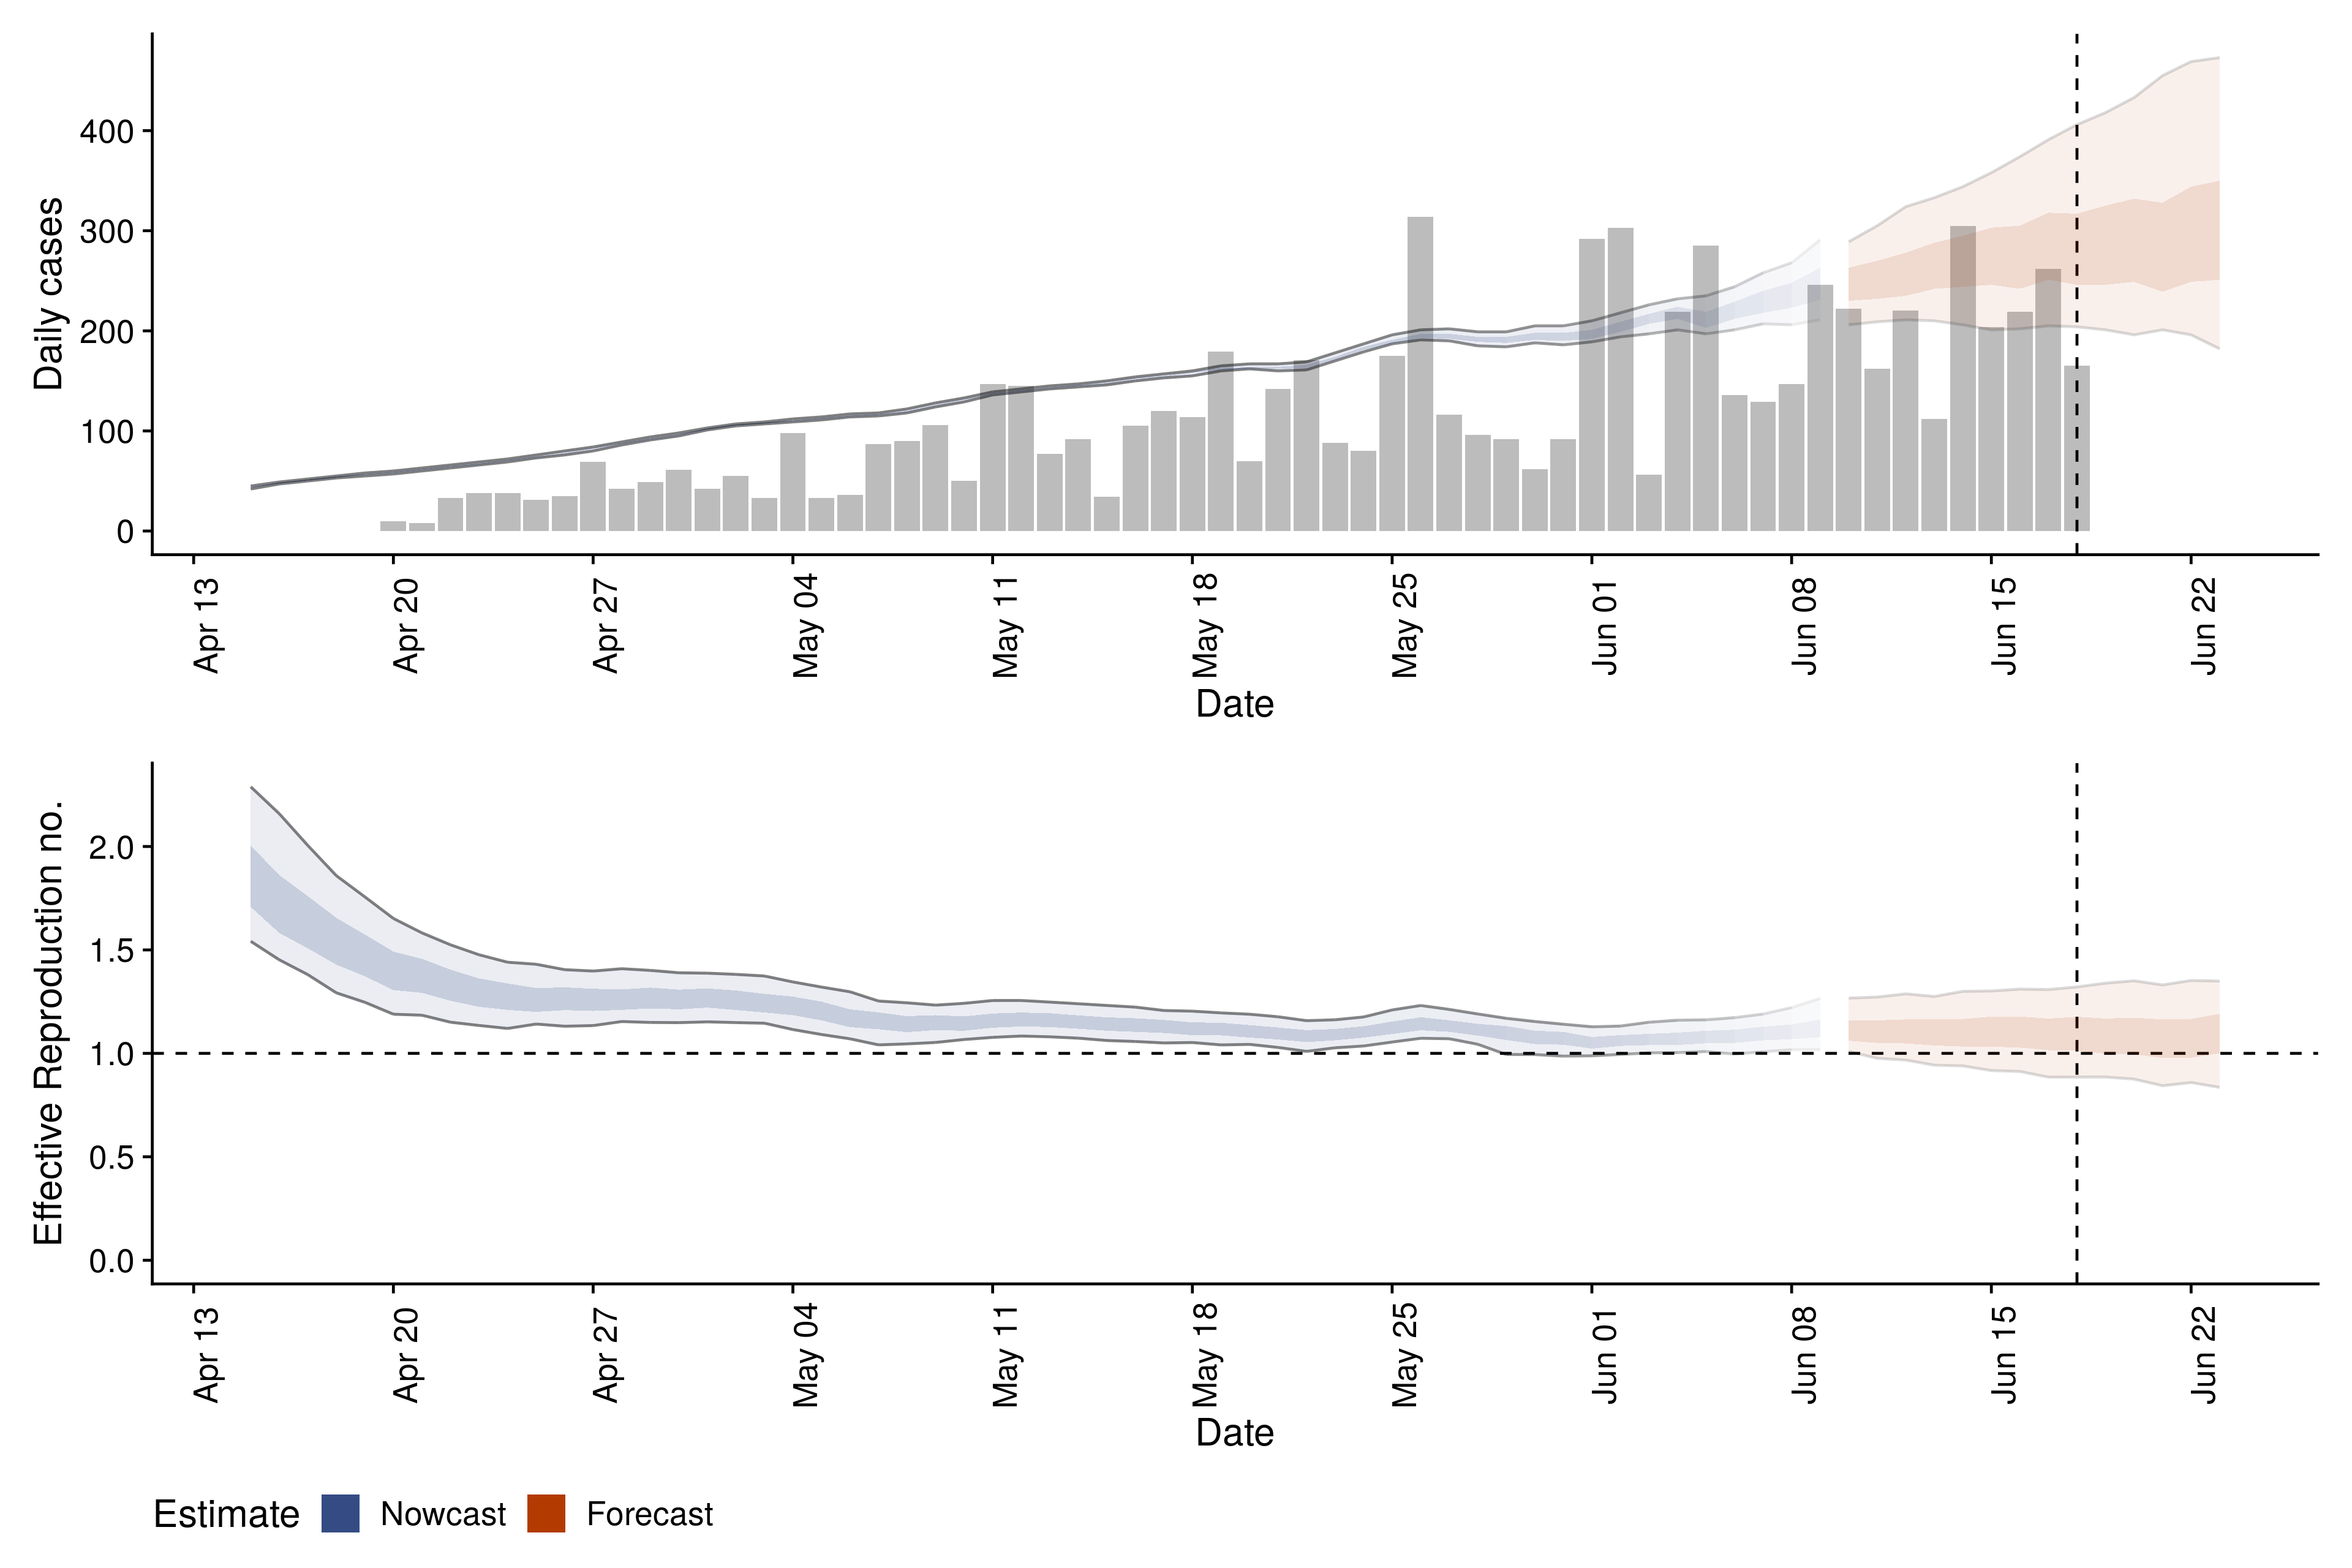 Daily cases
400
300
200
100
0
Apr 13
Apr 20
Apr 27
May 04
May 11
May 18
May 25
Jun 01
Jun 08
Jun 15
Jun 22
Date
Effective Reproduction no.
2.0
1.5
1.0
0.5
0.0
Apr 13
Apr 20
Apr 27
May 04
May 11
May 18
May 25
Jun 01
Jun 08
Jun 15
Jun 22
Date
Estimate Nowcast Forecast